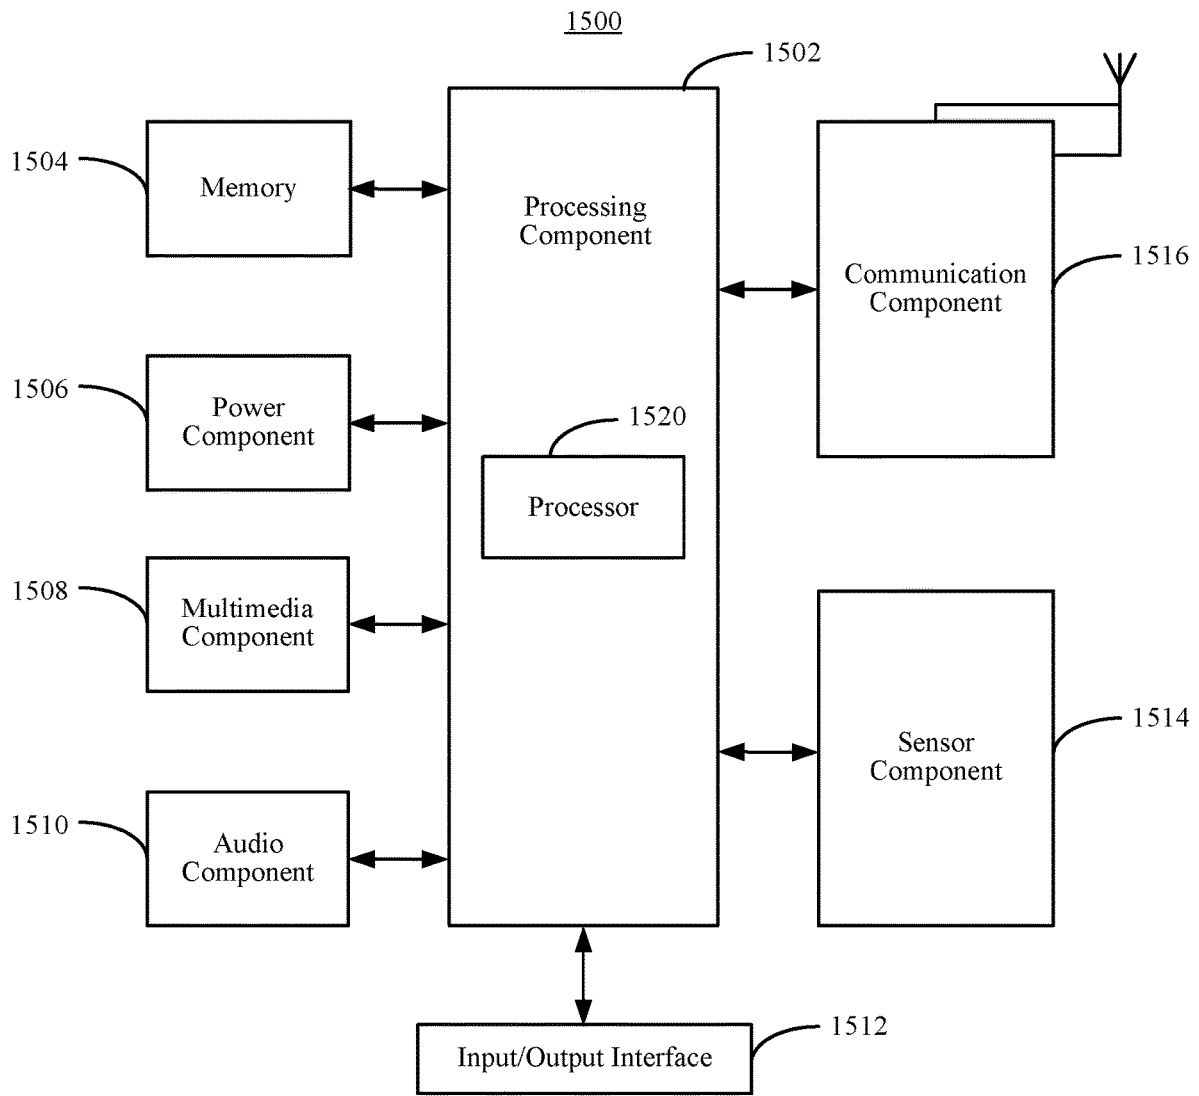 1500
1502
1504
Memory
Processing
Component
Communication
Component
1516
1506
Power
Component
1520
Processor
1508
Multimedia
Component
1514
Sensor
Component
1510
Audio
Component
1512
Input/Output Interface